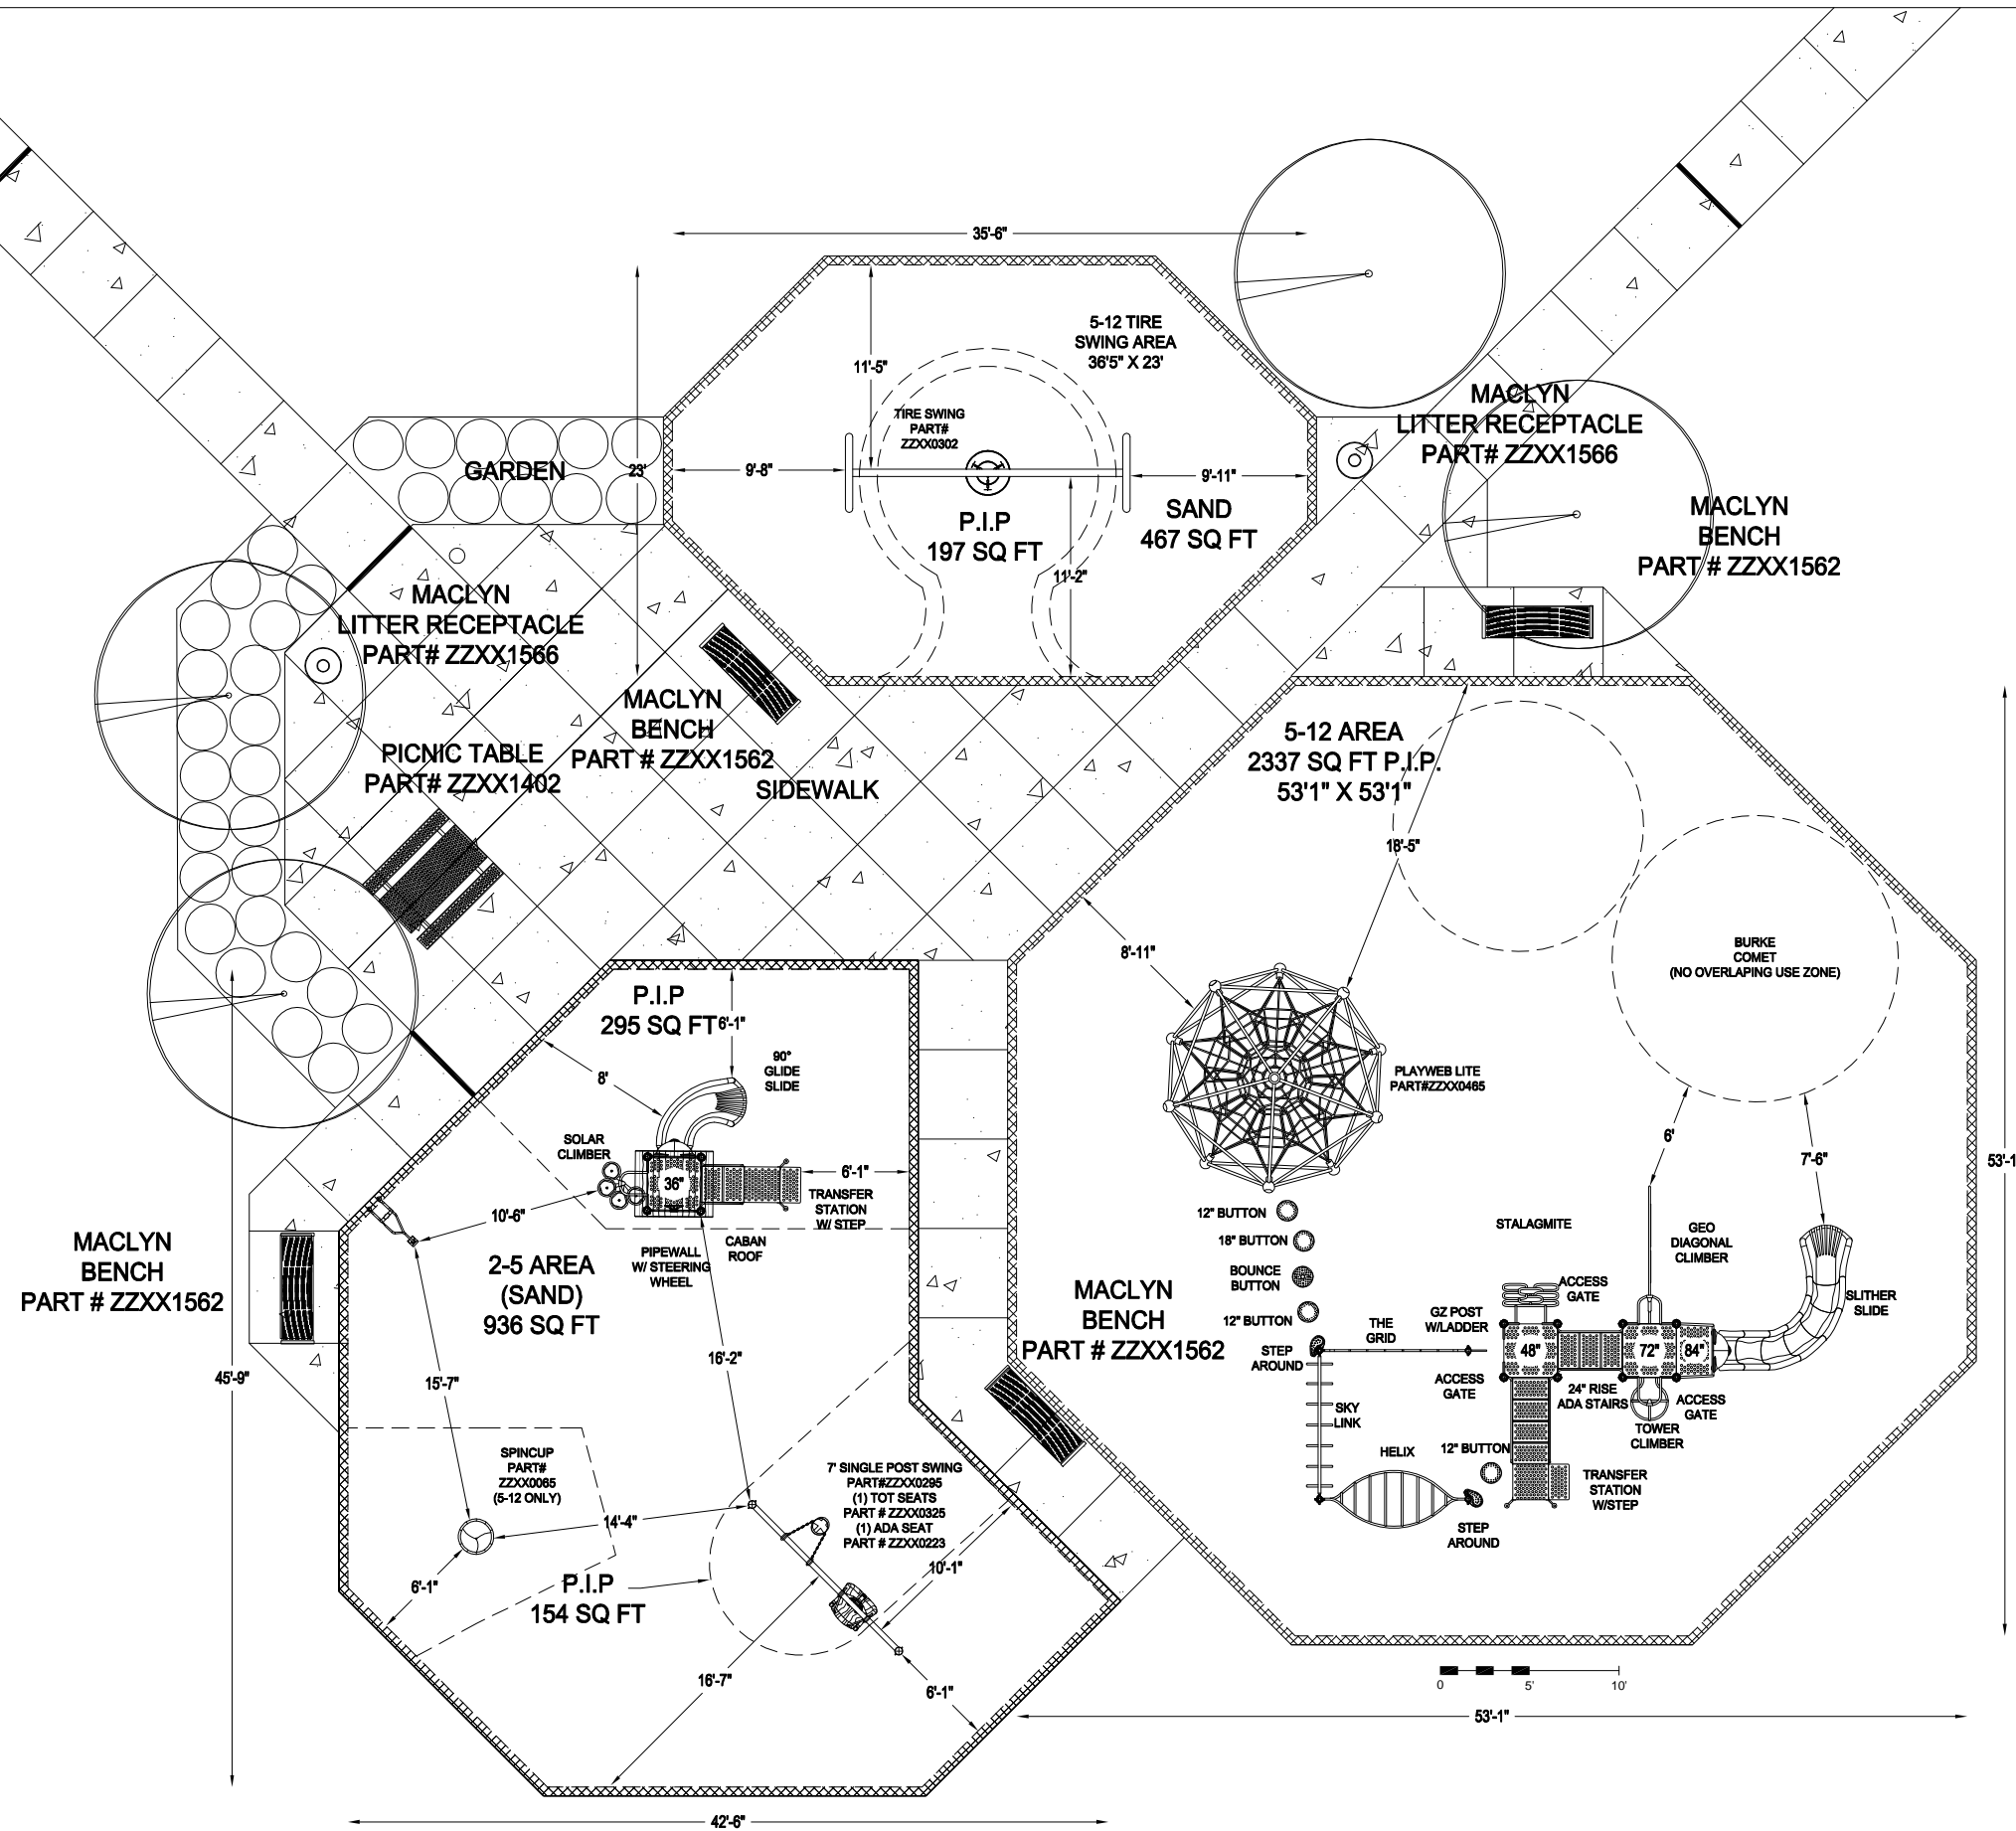 35'-6"
5-12 TIRE
SWING AREA
36'5" X 23'
11'-5"
TIRE SWING
PART#
ZZXX0302
23'
9'-8"
9'-11"
P.I.P
197 SQ FT
SAND
467 SQ FT
11'-2"
GARDEN
MACLYN
LITTER RECEPTACLE
PART# ZZXX1566
MACLYN
BENCH
PART # ZZXX1562
MACLYN
LITTER RECEPTACLE
PART# ZZXX1566
MACLYN
BENCH
PART # ZZXX1562
PICNIC TABLE
PART# ZZXX1402
SIDEWALK
5-12 AREA
2337 SQ FT P.I.P.
53'1" X 53'1"
18'-5"
8'-11"
BURKE
COMET
(NO OVERLAPING USE ZONE)
PLAYWEB LITE
PART#ZZXX0465
6'
7'-6"
53'-1
12" BUTTON
18" BUTTON
BOUNCE
BUTTON
12" BUTTON
STEP
AROUND
THE
GRID
GZ POST
W/LADDER
STALAGMITE
ACCESS
GATE
GEO
DIAGONAL
CLIMBER
SLITHER
SLIDE
48"
72"
84"
ACCESS
GATE
24" RISE
ADA STAIRS
ACCESS
GATE
TOWER
CLIMBER
SKY
LINK
HELIX
12" BUTTON
STEP
AROUND
TRANSFER
STATION
W/STEP
0
5'
10'
53'-1"
P.I.P
295 SQ FT
6'-1"
8'
90°
GLIDE
SLIDE
SOLAR
CLIMBER
36"
6'-1"
TRANSFER
STATION
W/ STEP
10'-6"
PIPEWALL
W/ STEERING
WHEEL
CABAN
ROOF
2-5 AREA
(SAND)
936 SQ FT
MACLYN
BENCH
PART # ZZXX1562
MACLYN
BENCH
PART # ZZXX1562
45'-9"
15'-7"
16'-2"
SPINCUP
PART#
ZZXX0065
(5-12 ONLY)
7' SINGLE POST SWING
PART#ZZXX0295
(1) TOT SEATS
PART # ZZXX0325
(1) ADA SEAT
PART # ZZXX0223
14'-4"
6'-1"
P.I.P
154 SQ FT
10'-1"
16'-7"
6'-1"
42'-6"